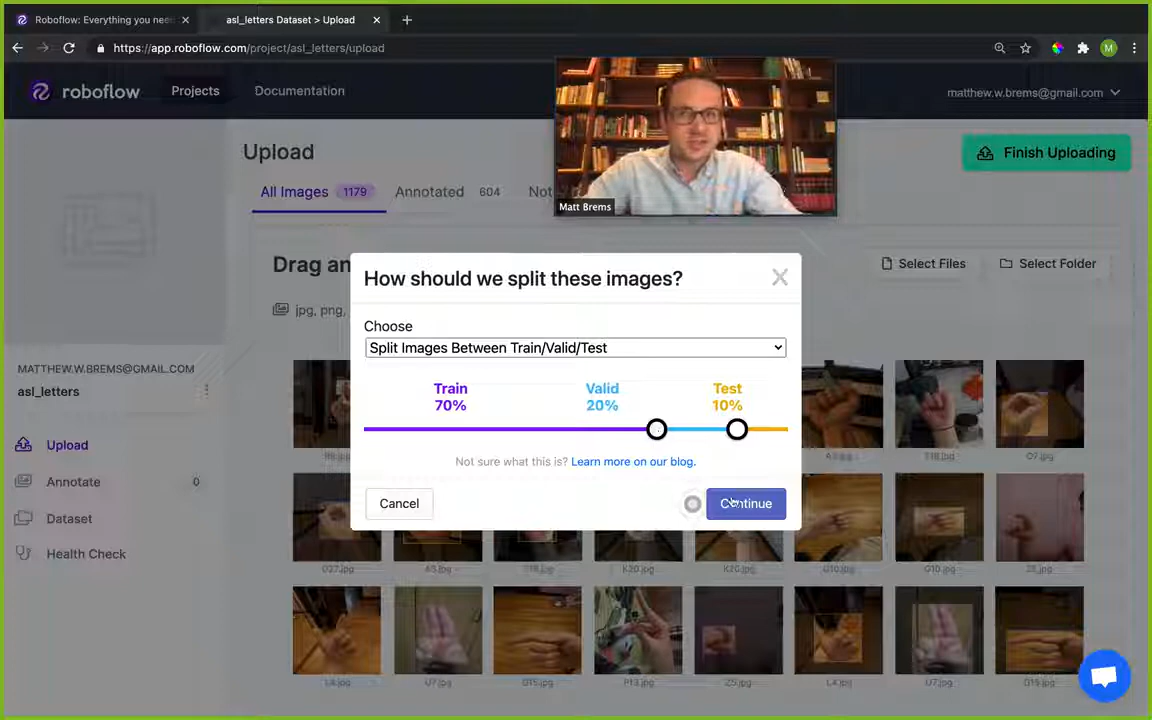 Roboflow: Everything you nee
asl_letters Dataset > Upload
https://app.roboflow.com/project/asl_letters/upload
M
roboflow
Projects
Documentation
matthew.w.brems@gmail.com
Matt Brems
Upload
Finish Uploading
All Images 1179
Annotated 604
Not
Drag an
Select Files
Select Folder
jpg, png,
How should we split these images?
Choose
Split Images Between Train/Valid/Test
Train
70%
Valid
20%
Test
10%
Not sure what this is? Learn more on our blog.
Cancel
Continue
MATTHEW.W.BREMS@GMAIL.COM
asl_letters
Upload
Annotate 0
Dataset
Health Check